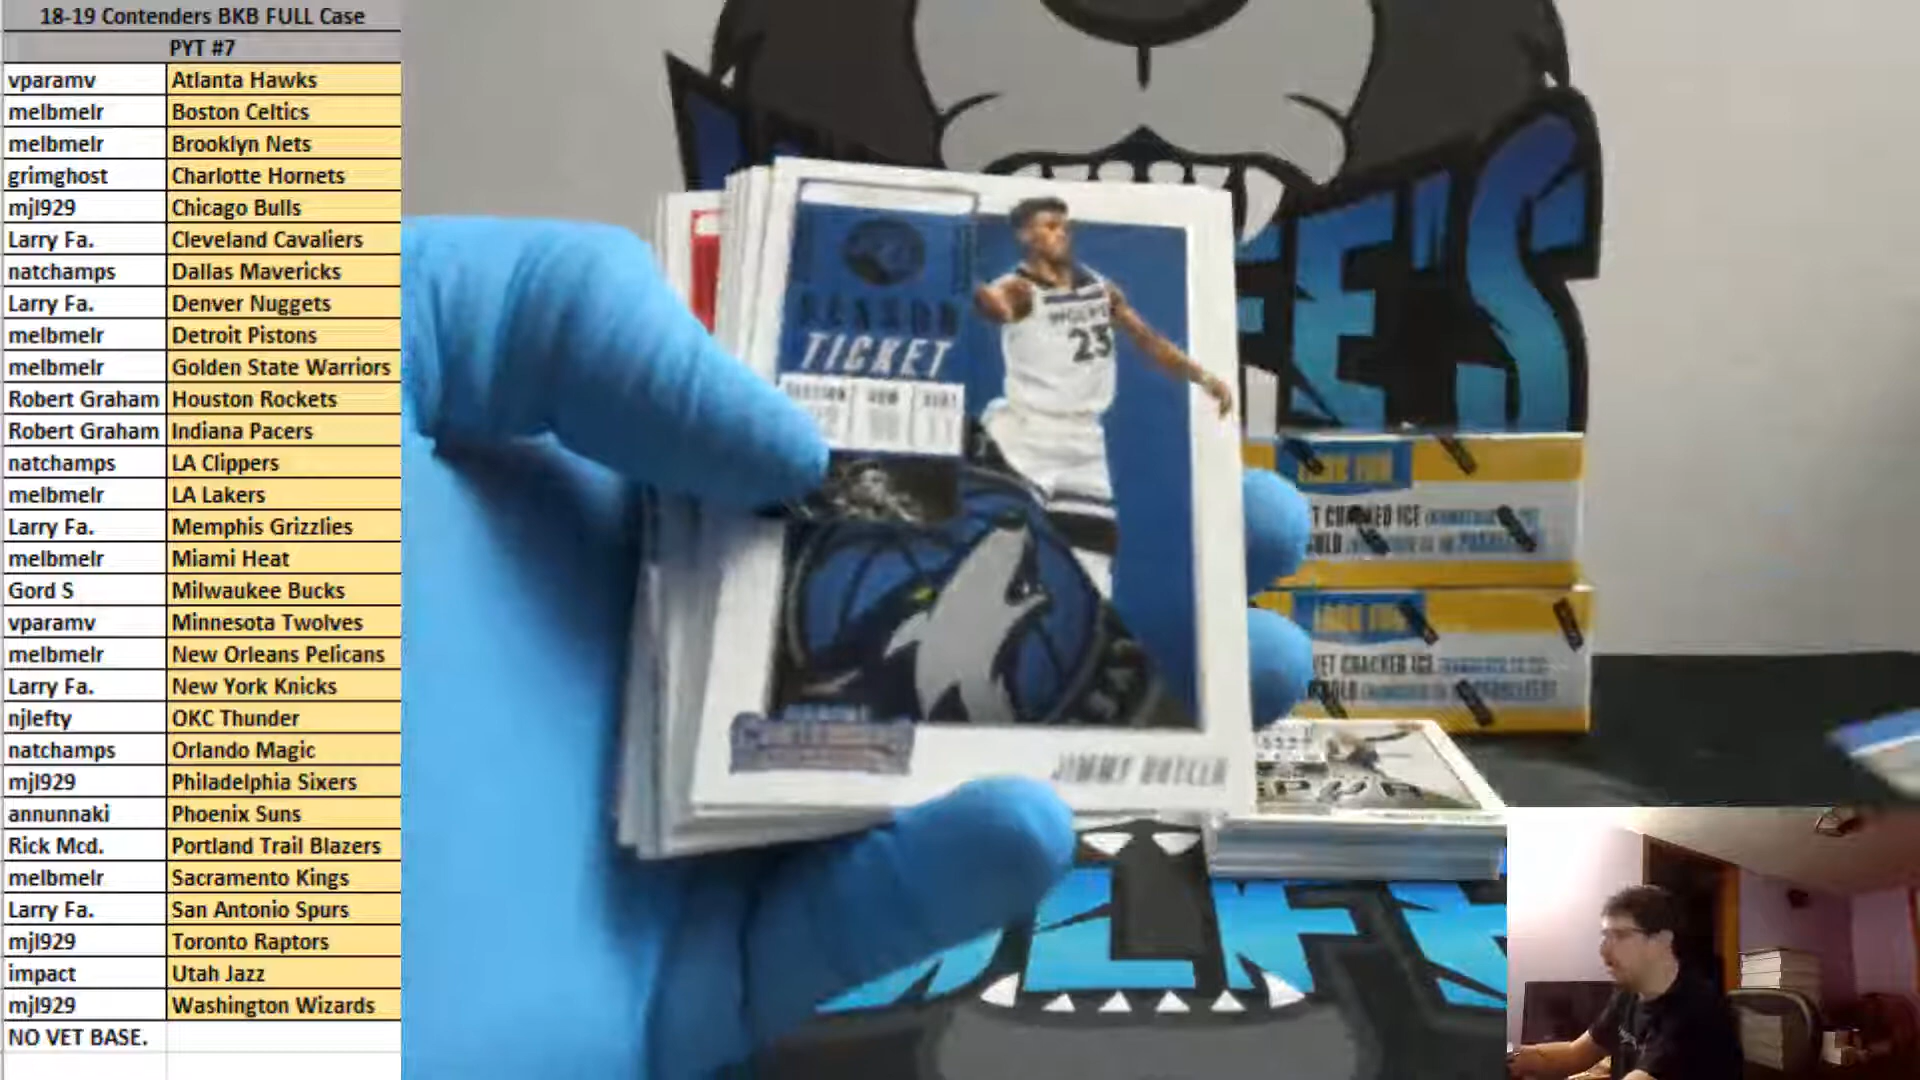 18-19 Contenders BKB FULL Case
PYT #7
vparamv Atlanta Hawks
melbmelr Boston Celtics
melbmelr Brooklyn Nets
grimghost Charlotte Hornets
mjl929 Chicago Bulls
Larry Fa. Cleveland Cavaliers
natchamps Dallas Mavericks
Larry Fa. Denver Nuggets
melbmelr Detroit Pistons
melbmelr Golden State Warriors
Robert Graham Houston Rockets
Robert Graham Indiana Pacers
natchamps LA Clippers
melbmelr LA Lakers
Larry Fa. Memphis Grizzlies
melbmelr Miami Heat
Gord S Milwaukee Bucks
vparamv Minnesota Twolves
melbmelr New Orleans Pelicans
Larry Fa. New York Knicks
njlefty OKC Thunder
natchamps Orlando Magic
mjl929 Philadelphia Sixers
annunnaki Phoenix Suns
Rick Mcd. Portland Trail Blazers
melbmelr Sacramento Kings
Larry Fa. San Antonio Spurs
mjl929 Toronto Raptors
impact Utah Jazz
mjl929 Washington Wizards
NO VET BASE.
SEASON
TICKET
23
JIMMY BUTLER
CRACKED ICE
CRACKED ICE